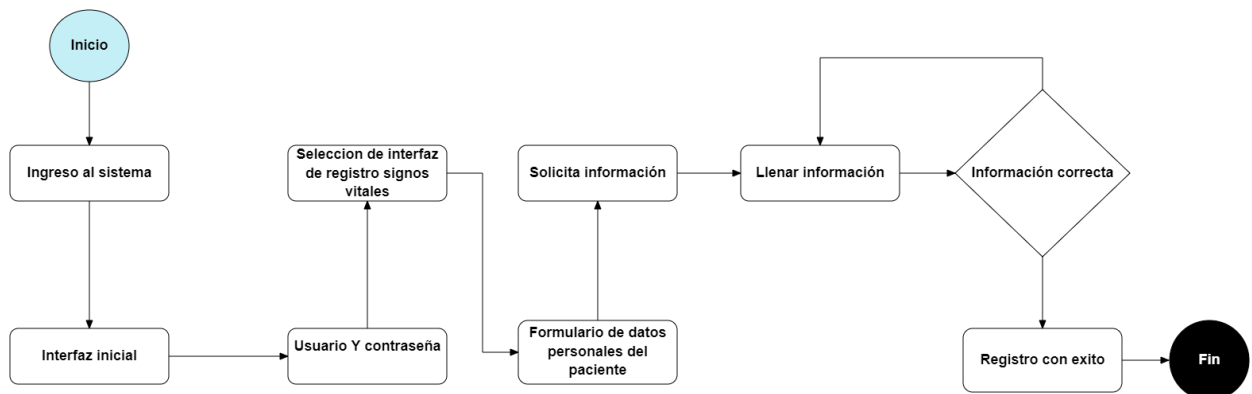 Inicio
Ingreso al sistema
Interfaz inicial
Usuario Y contraseña
Seleccion de interfaz
de registro signos
vitales
Formulario de datos
personales del
paciente
Solicita información
Llenar información
Información correcta
Registro con exito
Fin